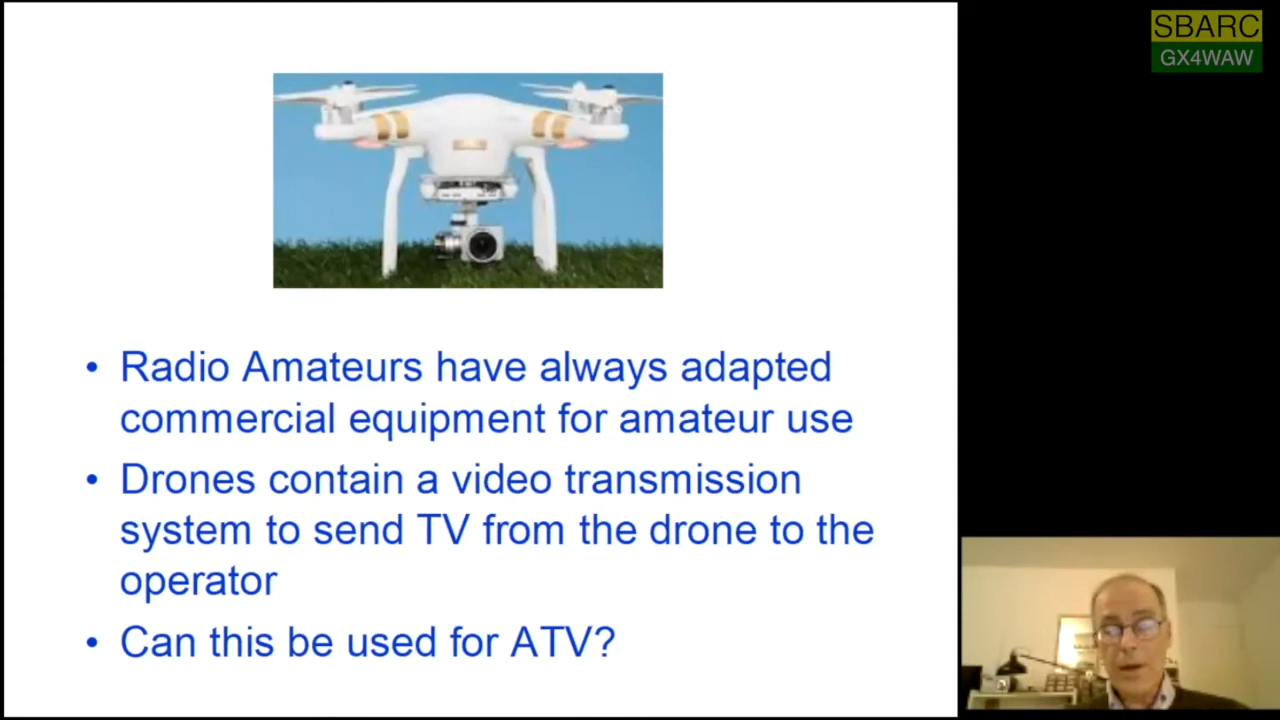 SBARC
GX4WAW
• Radio Amateurs have always adapted
commercial equipment for amateur use
• Drones contain a video transmission
system to send TV from the drone to the
operator
• Can this be used for ATV?